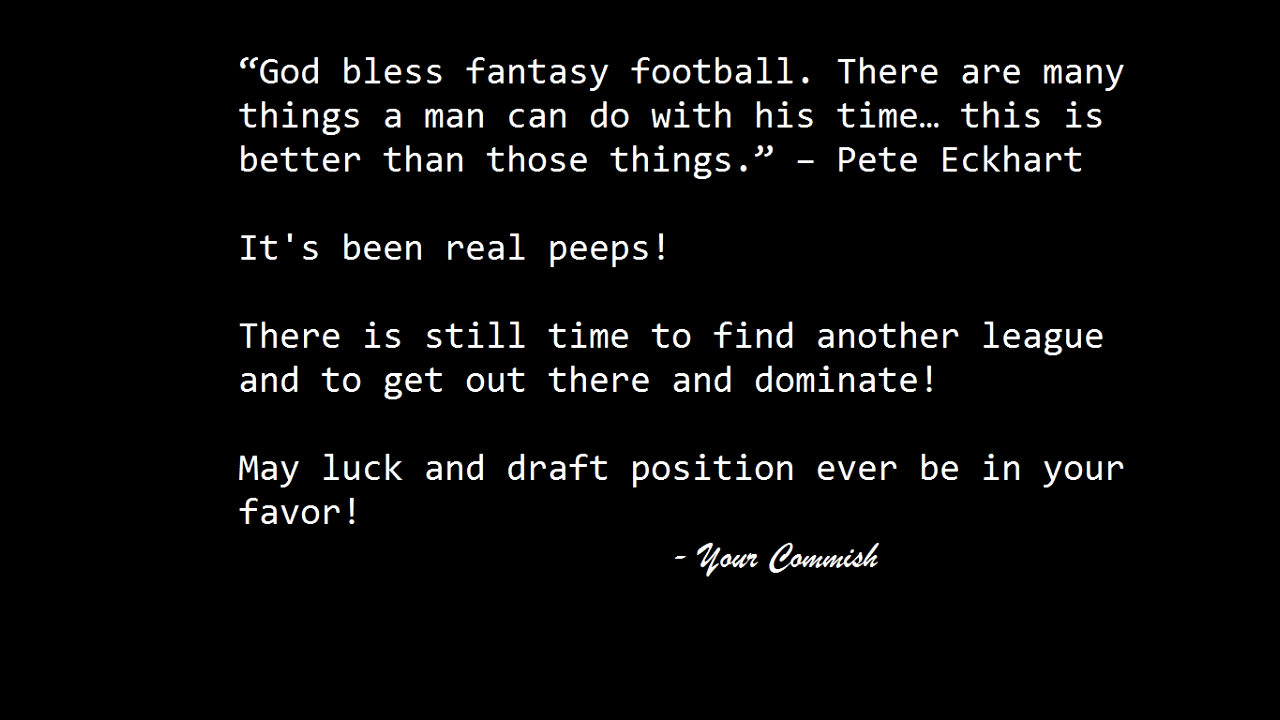 “God bless fantasy football. There are many
things a man can do with his time… this is
better than those things.” – Pete Eckhart
It's been real peeps!
There is still time to find another league
and to get out there and dominate!
May luck and draft position ever be in your
favor!
- Your Commish